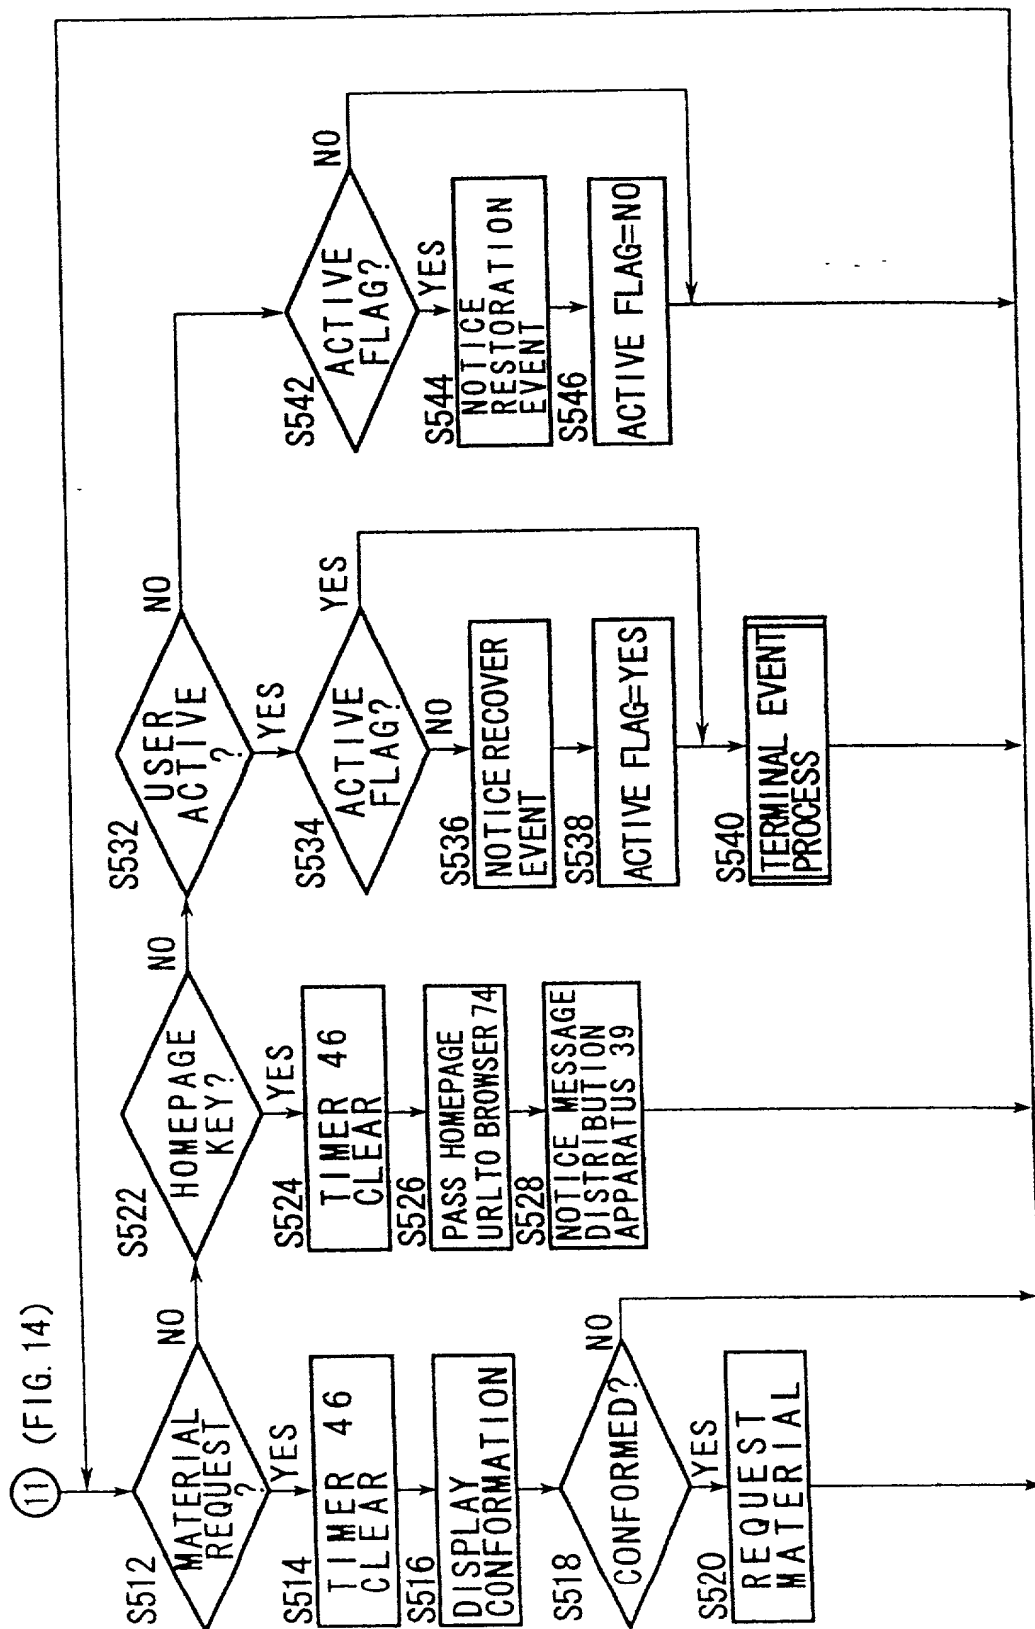 11 (FIG. 14)
S512
MATERIAL
REQUEST
?
NO
YES
S514
TIMER 46
CLEAR
S516
DISPLAY
CONFORMATION
S518
CONFORMED?
NO
YES
S520
REQUEST
MATERIAL
S522
HOMEPAGE
KEY?
NO
YES
S524
TIMER 46
CLEAR
S526
PASS HOMEPAGE
URL TO BROWSER 74
S528
NOTICE MESSAGE
DISTRIBUTION
APPARATUS 39
S532
USER
ACTIVE
?
NO
YES
S534
ACTIVE
FLAG?
YES
NO
S536
NOTICE RECOVER
EVENT
S538
ACTIVE FLAG=YES
S540
TERMINAL EVENT
PROCESS
S542
ACTIVE
FLAG?
NO
YES
S544
NOTICE
RESTORATION
EVENT
S546
ACTIVE FLAG=NO